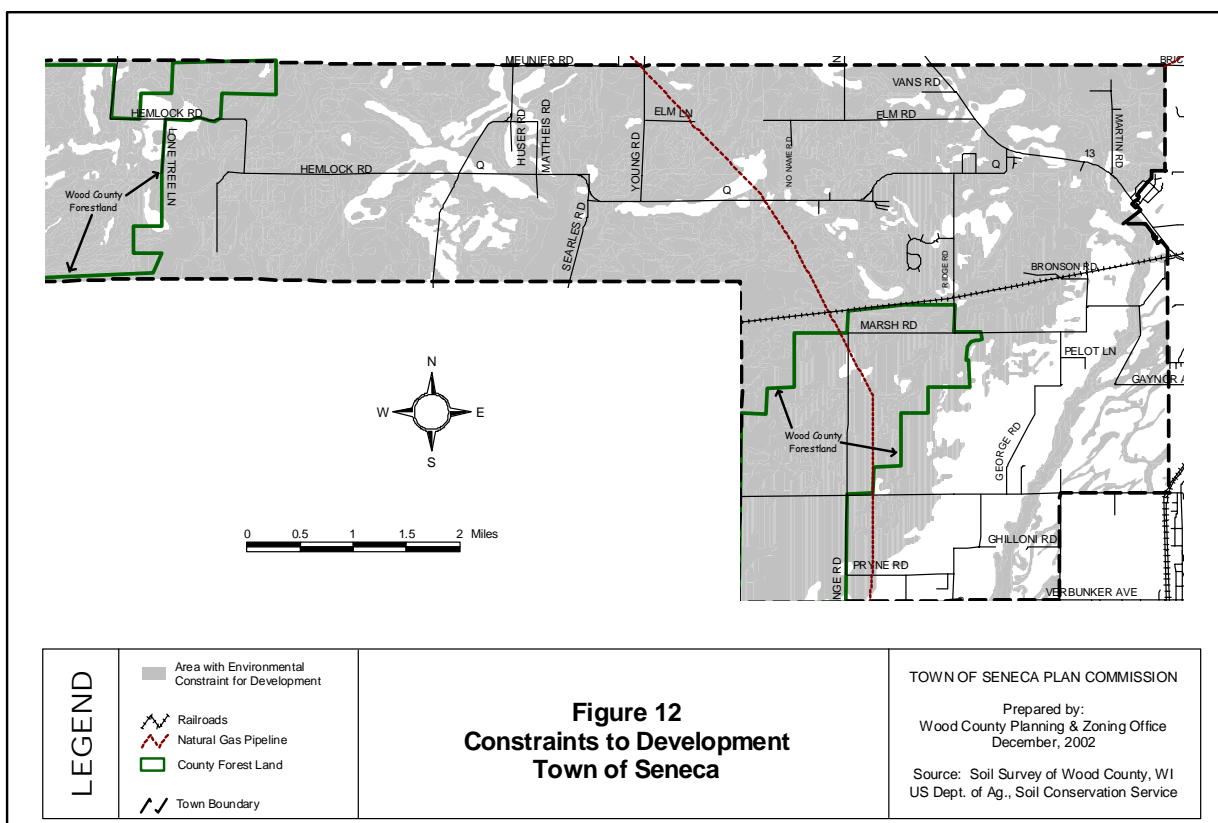 MEUNIER RD
N
BRIC
VANS RD
HEMLOCK RD
ELM LN
ELM RD
HUSER RD
MATTHEIS RD
YOUNG RD
NO NAME RD
MARTIN RD
13
LONE TREE LN
Q
Q
HEMLOCK RD
Q
Wood County
Forestland
SEARLES RD
RIDGE RD
BRONSON RD
MARSH RD
PELOT LN
GAYNOR A
N
W
E
S
Wood County
Forestland
GEORGE RD
0 0.5 1 1.5 2 Miles
GHILLONI RD
NGE RD
PRYNE RD
VERBUNKER AVE
LEGEND
Area with Environmental
Constraint for Development
Railroads
Natural Gas Pipeline
County Forest Land
Town Boundary
Figure 12
Constraints to Development
Town of Seneca
TOWN OF SENECA PLAN COMMISSION
Prepared by:
Wood County Planning & Zoning Office
December, 2002
Source: Soil Survey of Wood County, WI
US Dept. of Ag., Soil Conservation Service